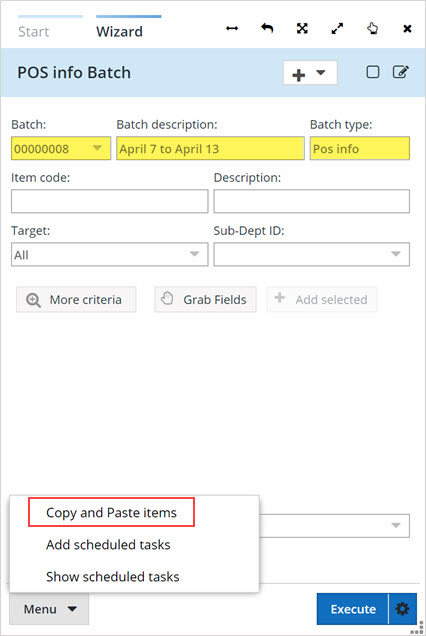 Start Wizard
POS info Batch
Batch: Batch description: Batch type:
00000008 April 7 to April 13 Pos info
Item code: Description:
Target: Sub-Dept ID:
All
More criteria Grab Fields Add selected
Copy and Paste items
Add scheduled tasks
Show scheduled tasks
Menu Execute